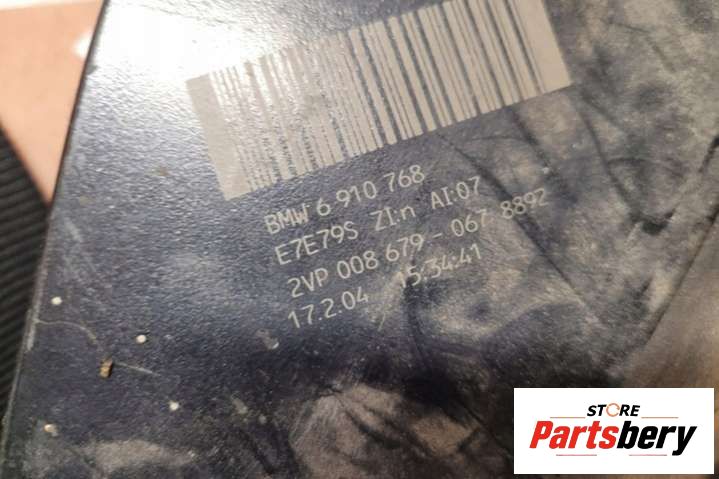 BMW 6 910 768
E7E79S ZI:n AI:07
2VP 008 679 - 067 8892
17.2.04 15:34:41
STORE
Partsbery